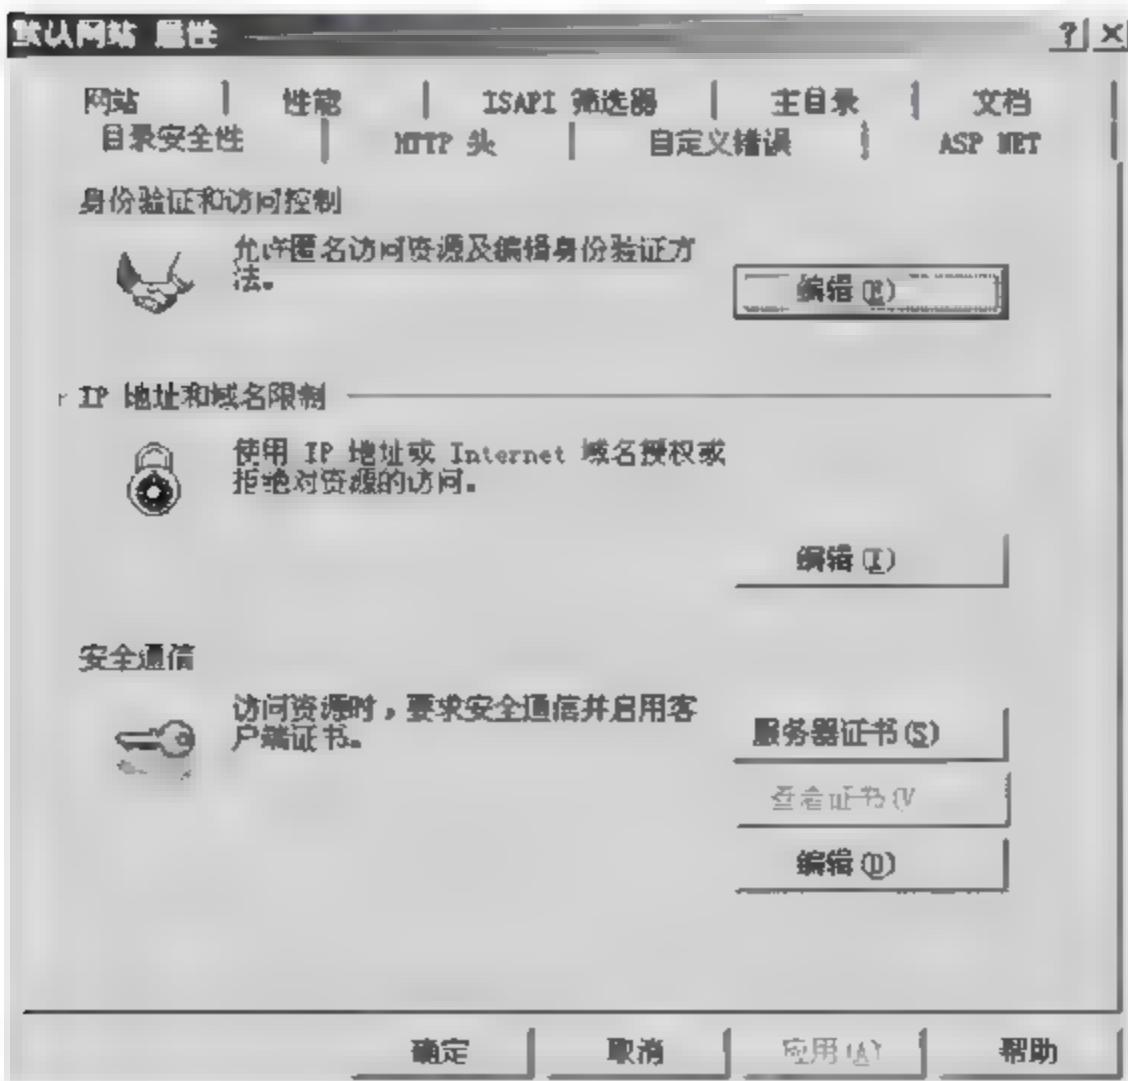 默认网站 属性
网站 性能 ISAPI 筛选器 主目录 文档
目录安全性 HTTP 头 自定义错误 ASP NET
身份验证和访问控制
允许匿名访问资源及编辑身份验证方
法。
编辑(E)
IP 地址和域名限制
使用 IP 地址或 Internet 域名授权或
拒绝对资源的访问。
编辑(I)
安全通信
访问资源时，要求安全通信并启用客
户端证书。
服务器证书(S)
查看证书(V
编辑(D)
确定 取消 应用(A) 帮助